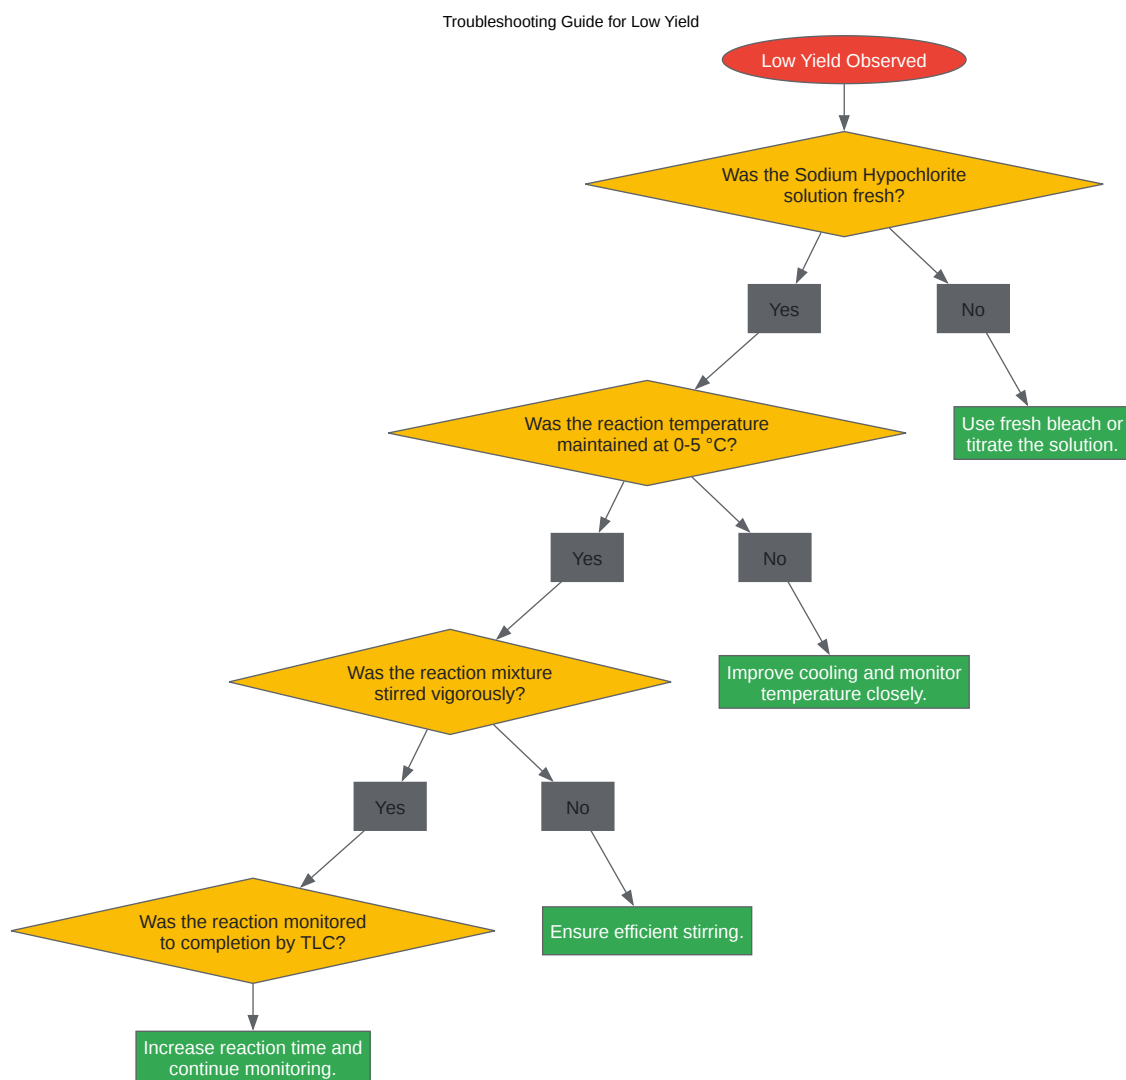 Troubleshooting Guide for Low Yield
Low Yield Observed
Was the Sodium Hypochlorite
solution fresh?
Yes
No
Use fresh bleach or
titrate the solution.
Was the reaction temperature
maintained at 0-5 °C?
Yes
No
Improve cooling and monitor
temperature closely.
Was the reaction mixture
stirred vigorously?
Yes
No
Ensure efficient stirring.
Was the reaction monitored
to completion by TLC?
Increase reaction time and
continue monitoring.